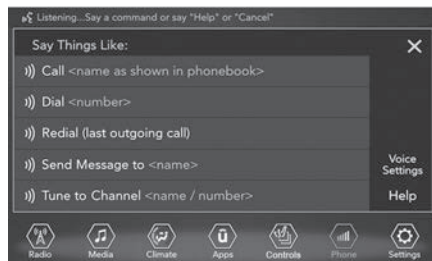 Listening...Say a command or say "Help" or "Cancel"
Say Things Like:
Call <name as shown in phonebook>
Dial <number>
Redial (last outgoing call)
Send Message to <name>
Tune to Channel <name / number>
Voice
Settings
Help
Radio
Media
Climate
Apps
Controls
Phone
Settings